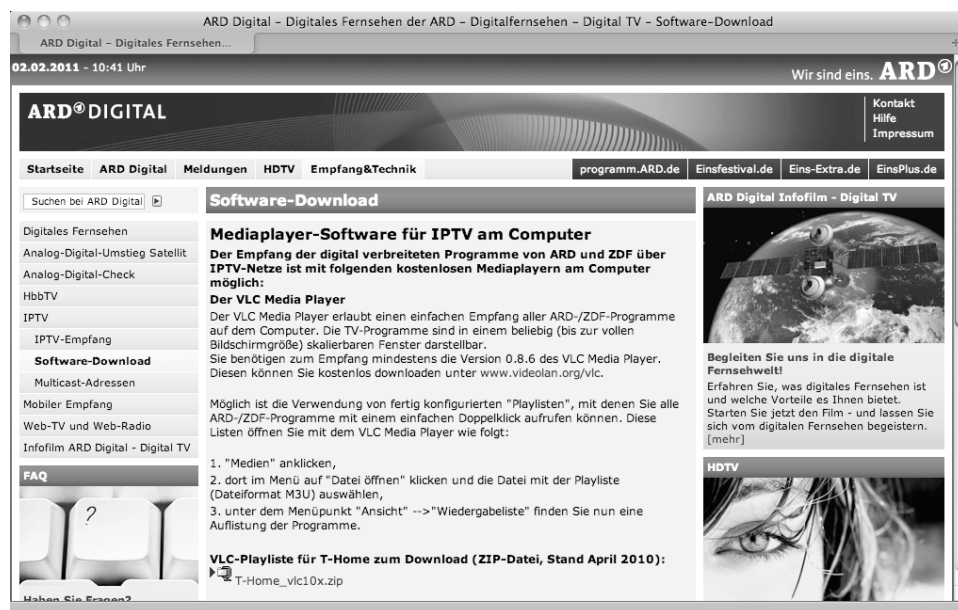 ARD Digital – Digitales Fernsehen der ARD – Digitalfernsehen – Digital TV – Software-Download
ARD Digital – Digitales Fernsehen...
02.02.2011 - 10:41 Uhr
Wir sind eins. ARD
ARD DIGITAL
Kontakt
Hilfe
Impressum
Startseite ARD Digital Meldungen HDTV Empfang&Technik
programm.ARD.de Einsfestival.de Eins-Extra.de EinsPlus.de
Suchen bei ARD Digital
Digitales Fernsehen
Analog-Digital-Umstieg Satellit
Analog-Digital-Check
HbbTV
IPTV
IPTV-Empfang
Software-Download
Multicast-Adressen
Mobiler Empfang
Web-TV und Web-Radio
Infofilm ARD Digital - Digital TV
FAQ
?
Haben Sie Fragen?
Software-Download
Mediaplayer-Software für IPTV am Computer
Der Empfang der digital verbreiteten Programme von ARD und ZDF über
IPTV-Netze ist mit folgenden kostenlosen Mediaplayern am Computer
möglich:
Der VLC Media Player
Der VLC Media Player erlaubt einen einfachen Empfang aller ARD-/ZDF-Programme
auf dem Computer. Die TV-Programme sind in einem beliebig (bis zur vollen
Bildschirmgröße) skalierbaren Fenster darstellbar.
Sie benötigen zum Empfang mindestens die Version 0.8.6 des VLC Media Player.
Diesen können Sie kostenlos downloaden unter www.videolan.org/vlc.
Möglich ist die Verwendung von fertig konfigurierten "Playlisten", mit denen Sie alle
ARD-/ZDF-Programme mit einem einfachen Doppelklick aufrufen können. Diese
Listen öffnen Sie mit dem VLC Media Player wie folgt:
1. "Medien" anklicken,
2. dort im Menü auf "Datei öffnen" klicken und die Datei mit der Playliste
(Dateiformat M3U) auswählen,
3. unter dem Menüpunkt "Ansicht" -->"Wiedergabeliste" finden Sie nun eine
Auflistung der Programme.
VLC-Playliste für T-Home zum Download (ZIP-Datei, Stand April 2010):
T-Home_vlc10x.zip
ARD Digital Infofilm - Digital TV
Begleiten Sie uns in die digitale
Fernsehwelt!
Erfahren Sie, was digitales Fernsehen ist
und welche Vorteile es Ihnen bietet.
Starten Sie jetzt den Film - und lassen Sie
sich vom digitalen Fernsehen begeistern.
[mehr]
HDTV